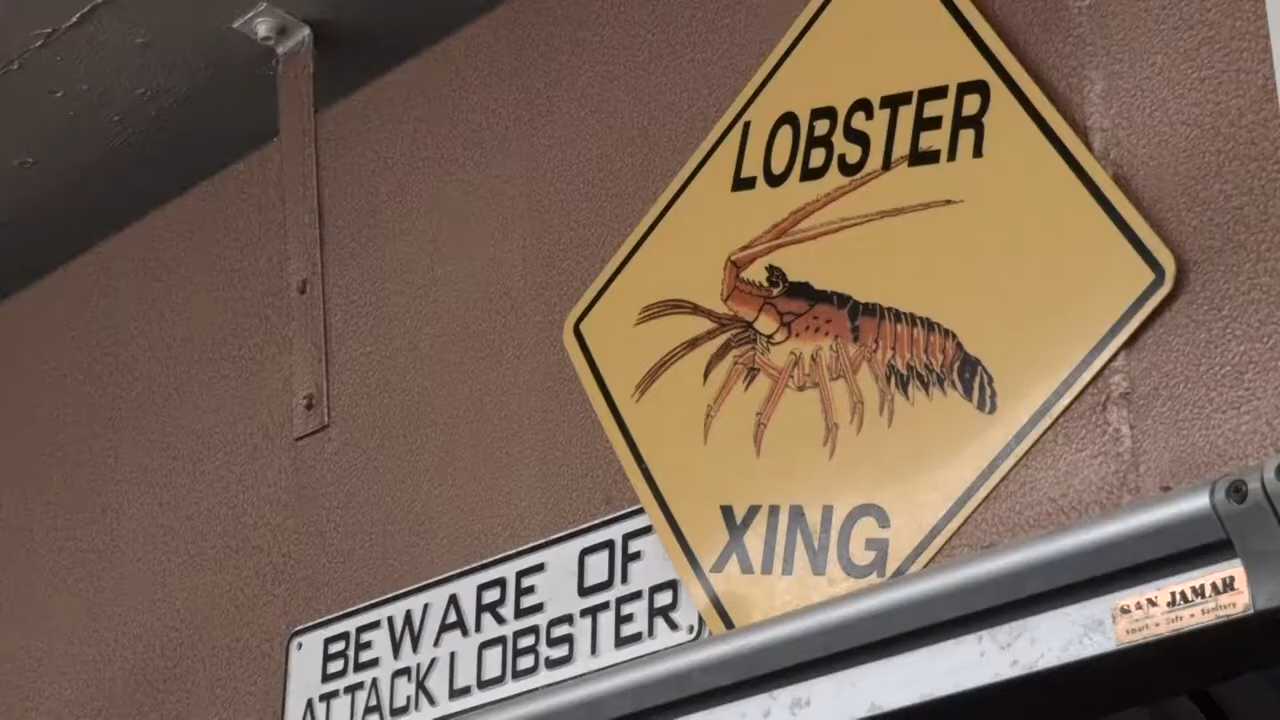 LOBSTER
XING
BEWARE OF
ATTACK LOBSTER
SAN JAMAR
Smart • Safe • Sanitary